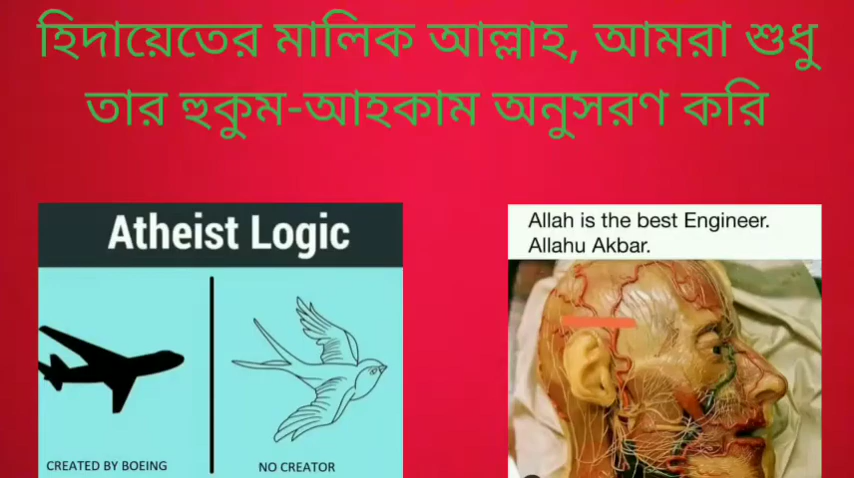 হিদায়েতের মালিক আল্লাহ, আমরা শুধু
তার হুকুম-আহকাম অনুসরণ করি
Atheist Logic
CREATED BY BOEING
NO CREATOR
Allah is the best Engineer.
Allahu Akbar.